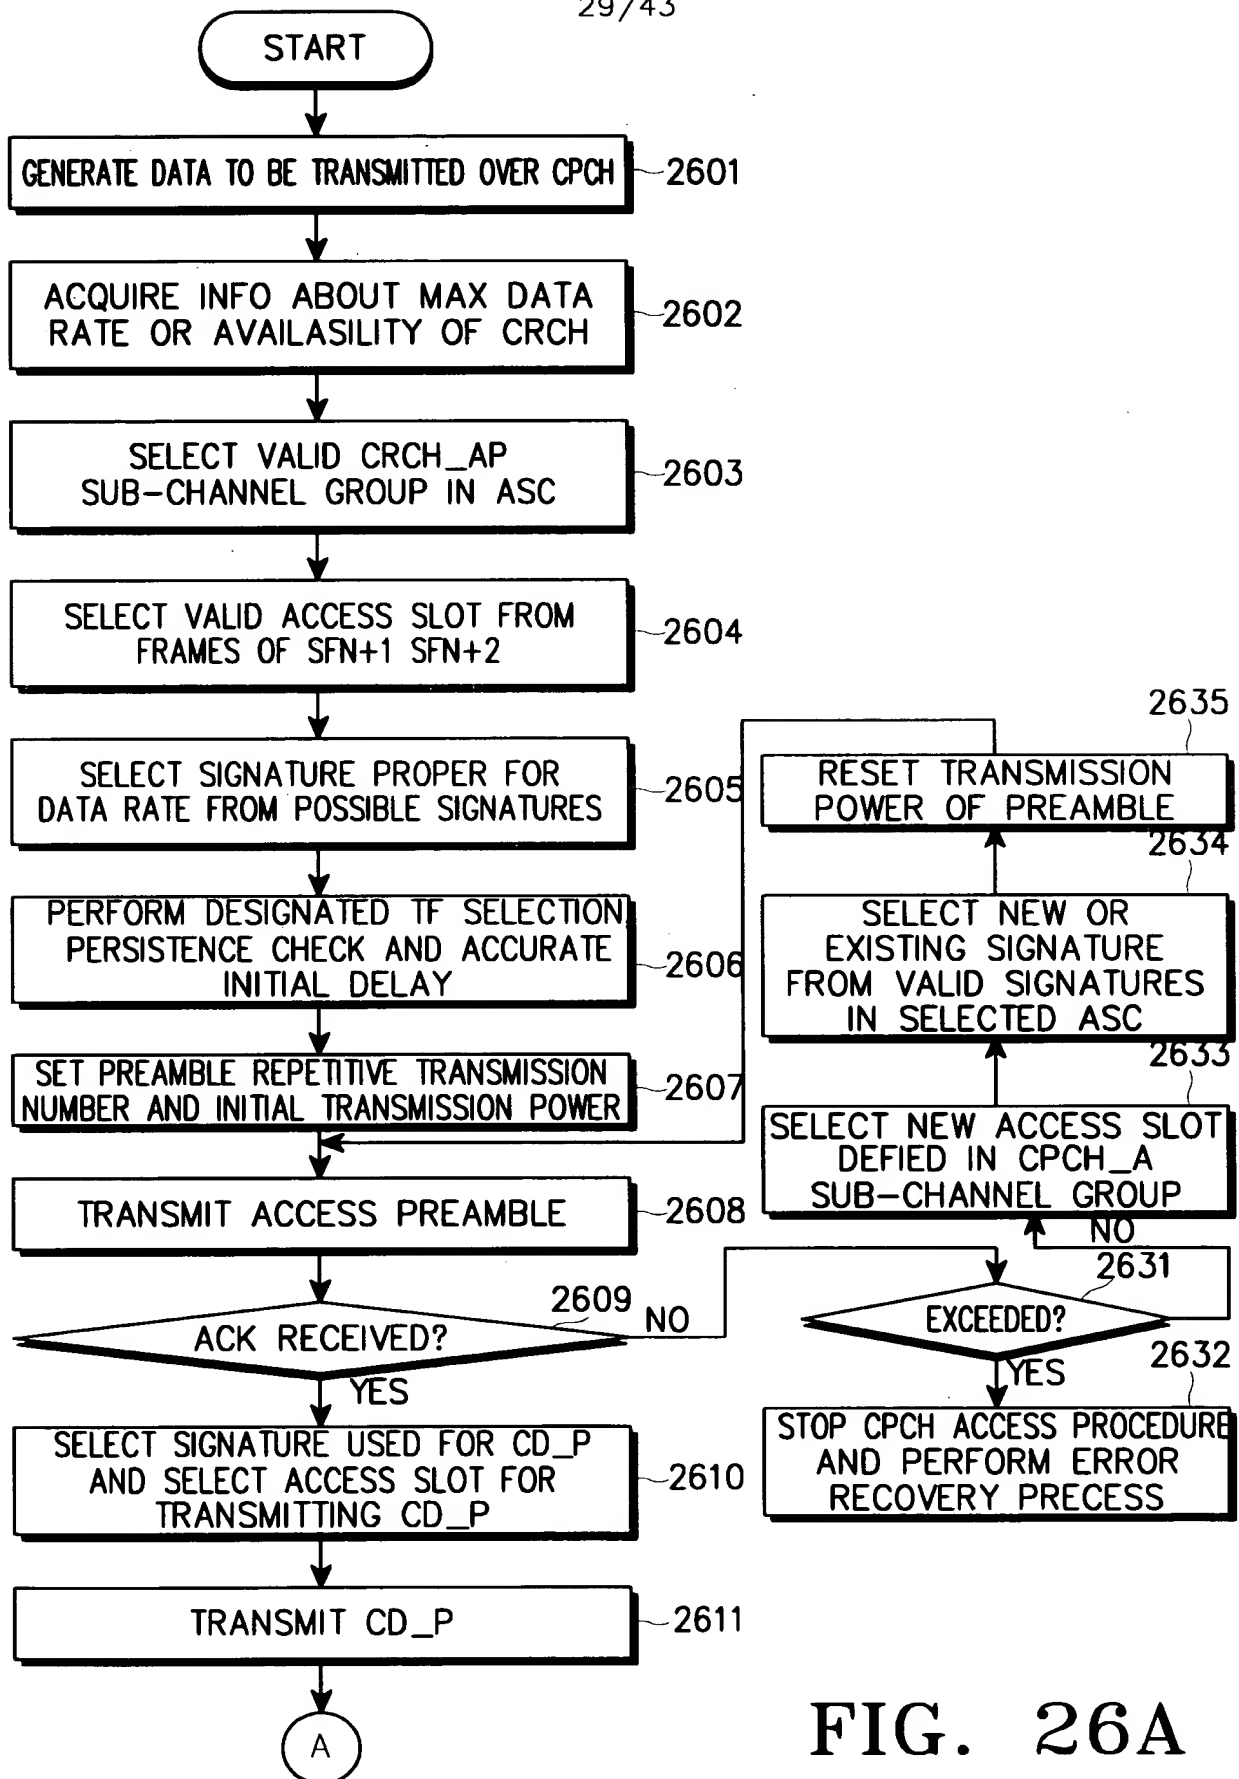 29/43
START
GENERATE DATA TO BE TRANSMITTED OVER CPCH
2601
ACQUIRE INFO ABOUT MAX DATA
RATE OR AVAILASILITY OF CRCH
2602
SELECT VALID CRCH_AP
SUB-CHANNEL GROUP IN ASC
2603
SELECT VALID ACCESS SLOT FROM
FRAMES OF SFN+1 SFN+2
2604
SELECT SIGNATURE PROPER FOR
DATA RATE FROM POSSIBLE SIGNATURES
2605
PERFORM DESIGNATED TF SELECTION,
PERSISTENCE CHECK AND ACCURATE
INITIAL DELAY
2606
SET PREAMBLE REPETITIVE TRANSMISSION
NUMBER AND INITIAL TRANSMISSION POWER
2607
TRANSMIT ACCESS PREAMBLE
2608
ACK RECEIVED?
2609
NO
YES
SELECT SIGNATURE USED FOR CD_P
AND SELECT ACCESS SLOT FOR
TRANSMITTING CD_P
2610
TRANSMIT CD_P
2611
A
2635
RESET TRANSMISSION
POWER OF PREAMBLE
2634
SELECT NEW OR
EXISTING SIGNATURE
FROM VALID SIGNATURES
IN SELECTED ASC
2633
SELECT NEW ACCESS SLOT
DEFIED IN CPCH_A
SUB-CHANNEL GROUP
NO
2631
EXCEEDED?
YES
2632
STOP CPCH ACCESS PROCEDURE
AND PERFORM ERROR
RECOVERY PRECESS
FIG. 26A